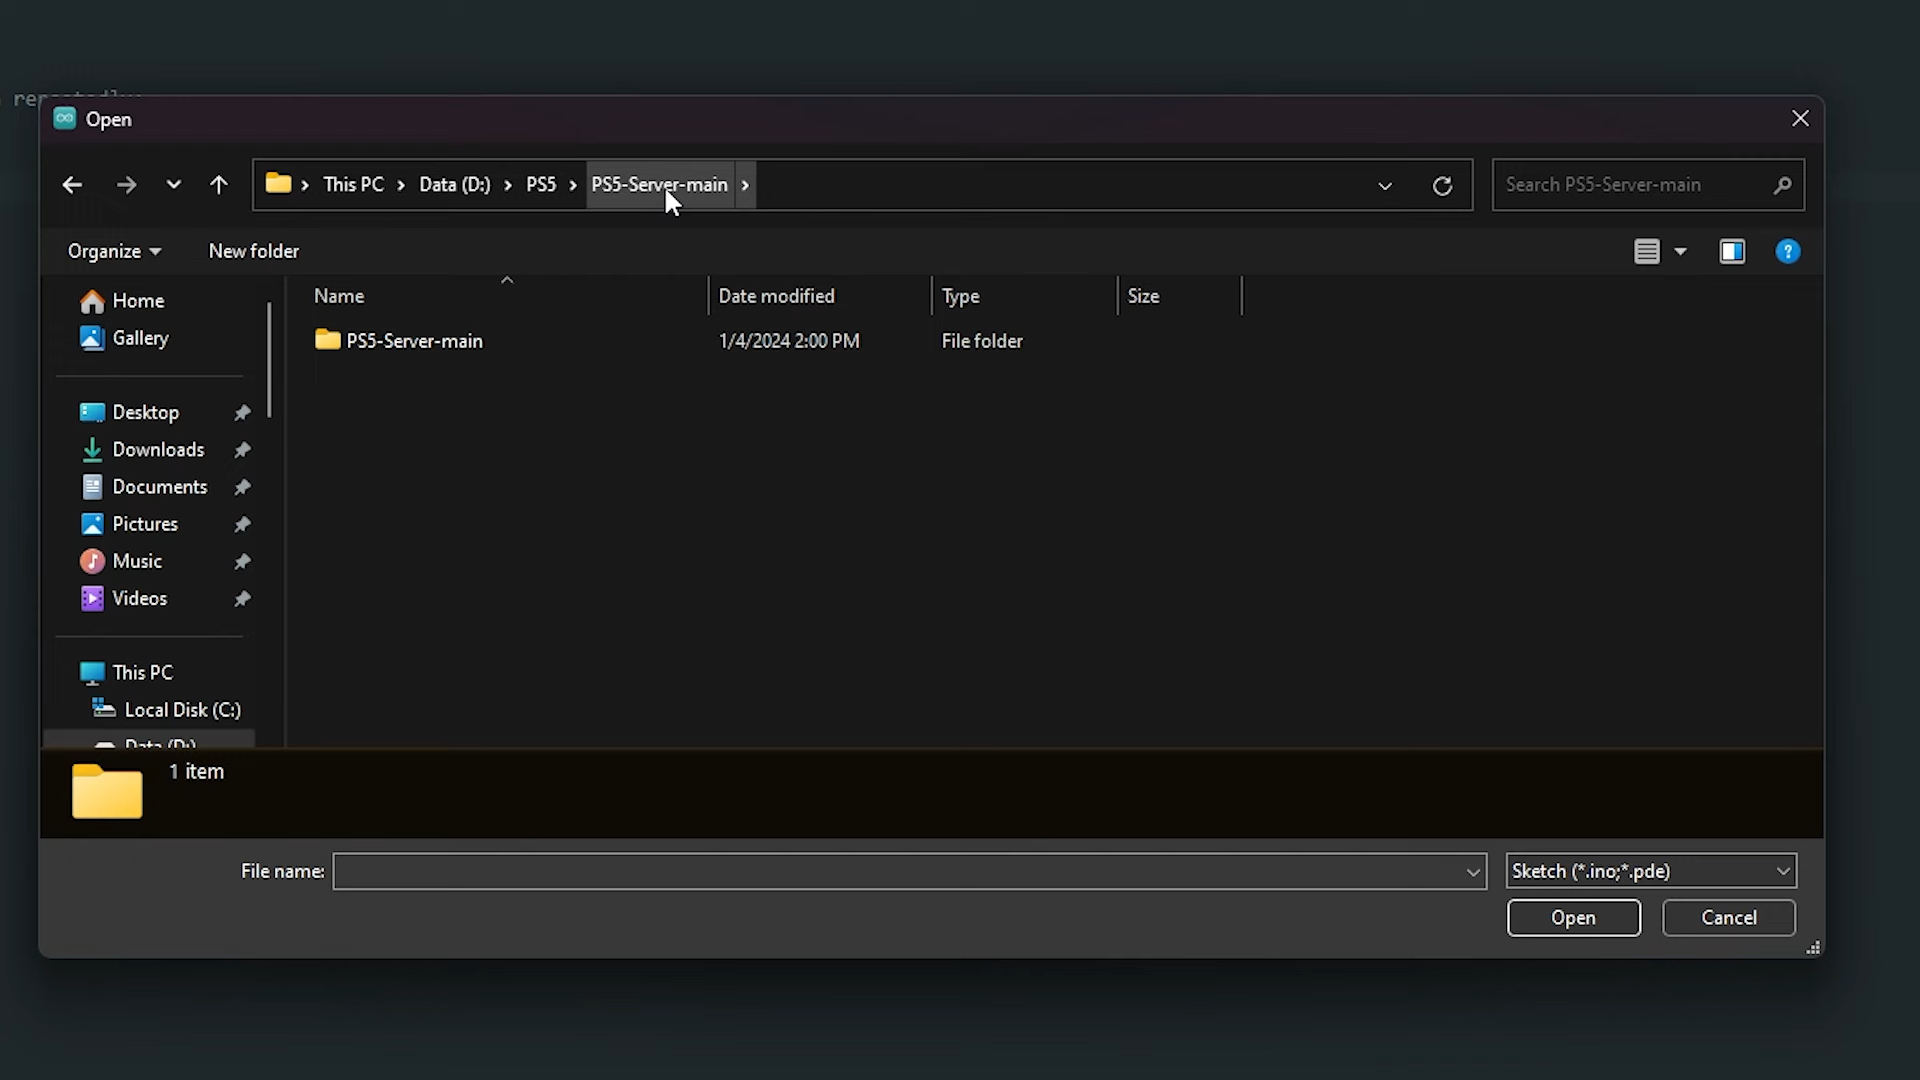 Open
This PC > Data (D:) > PS5 > PS5-Server-main >
Search PS5-Server-main
Organize
New folder
?
Name
Date modified
Type
Size
PS5-Server-main
1/4/2024 2:00 PM
File folder
Home
Gallery
Desktop
Downloads
Documents
Pictures
Music
Videos
This PC
Local Disk (C:)
Data (D:)
1 item
File name:
Sketch (*.ino;*.pde)
Open
Cancel